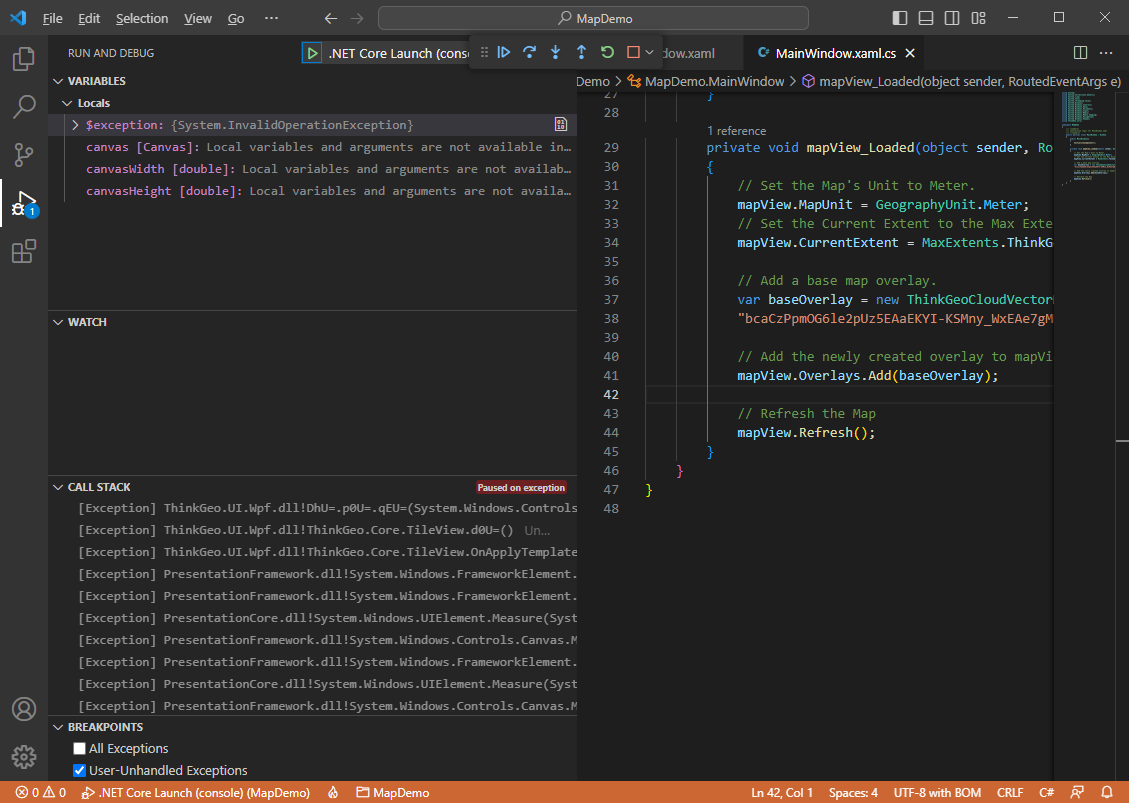 File Edit Selection View Go ··· MapDemo
RUN AND DEBUG
.NET Core Launch (cons
dow.xaml
MainWindow.xaml.cs
VARIABLES
Locals
$exception: {System.InvalidOperationException}
canvas [Canvas]: Local variables and arguments are not available in…
canvasWidth [double]: Local variables and arguments are not availab…
canvasHeight [double]: Local variables and arguments are not availa…
WATCH
CALL STACK
Paused on exception
[Exception] ThinkGeo.UI.Wpf.dll!DhU=.p0U=.qEU=(System.Windows.Controls
[Exception] ThinkGeo.UI.Wpf.dll!ThinkGeo.Core.TileView.d0U=() Un…
[Exception] ThinkGeo.UI.Wpf.dll!ThinkGeo.Core.TileView.OnApplyTemplate
[Exception] PresentationFramework.dll!System.Windows.FrameworkElement.
[Exception] PresentationFramework.dll!System.Windows.FrameworkElement.
[Exception] PresentationCore.dll!System.Windows.UIElement.Measure(Syst
[Exception] PresentationFramework.dll!System.Windows.Controls.Canvas.M
[Exception] PresentationFramework.dll!System.Windows.FrameworkElement.
[Exception] PresentationCore.dll!System.Windows.UIElement.Measure(Syst
[Exception] PresentationFramework.dll!System.Windows.Controls.Canvas.M
BREAKPOINTS
All Exceptions
User-Unhandled Exceptions
1
Demo > MapDemo.MainWindow > mapView_Loaded(object sender, RoutedEventArgs e)
27 }
28
1 reference
29 private void mapView_Loaded(object sender, Ro
30 {
31 // Set the Map's Unit to Meter.
32 mapView.MapUnit = GeographyUnit.Meter;
33 // Set the Current Extent to the Max Exte
34 mapView.CurrentExtent = MaxExtents.ThinkG
35
36 // Add a base map overlay.
37 var baseOverlay = new ThinkGeoCloudVector
38 "bcaCzPpmOG6le2pUz5EAaEKYI-KSMny_WxEAe7gM
39
40 // Add the newly created overlay to mapVi
41 mapView.Overlays.Add(baseOverlay);
42
43 // Refresh the Map
44 mapView.Refresh();
45 }
46 }
47 }
48
0 0 .NET Core Launch (console) (MapDemo) MapDemo Ln 42, Col 1 Spaces: 4 UTF-8 with BOM CRLF C#